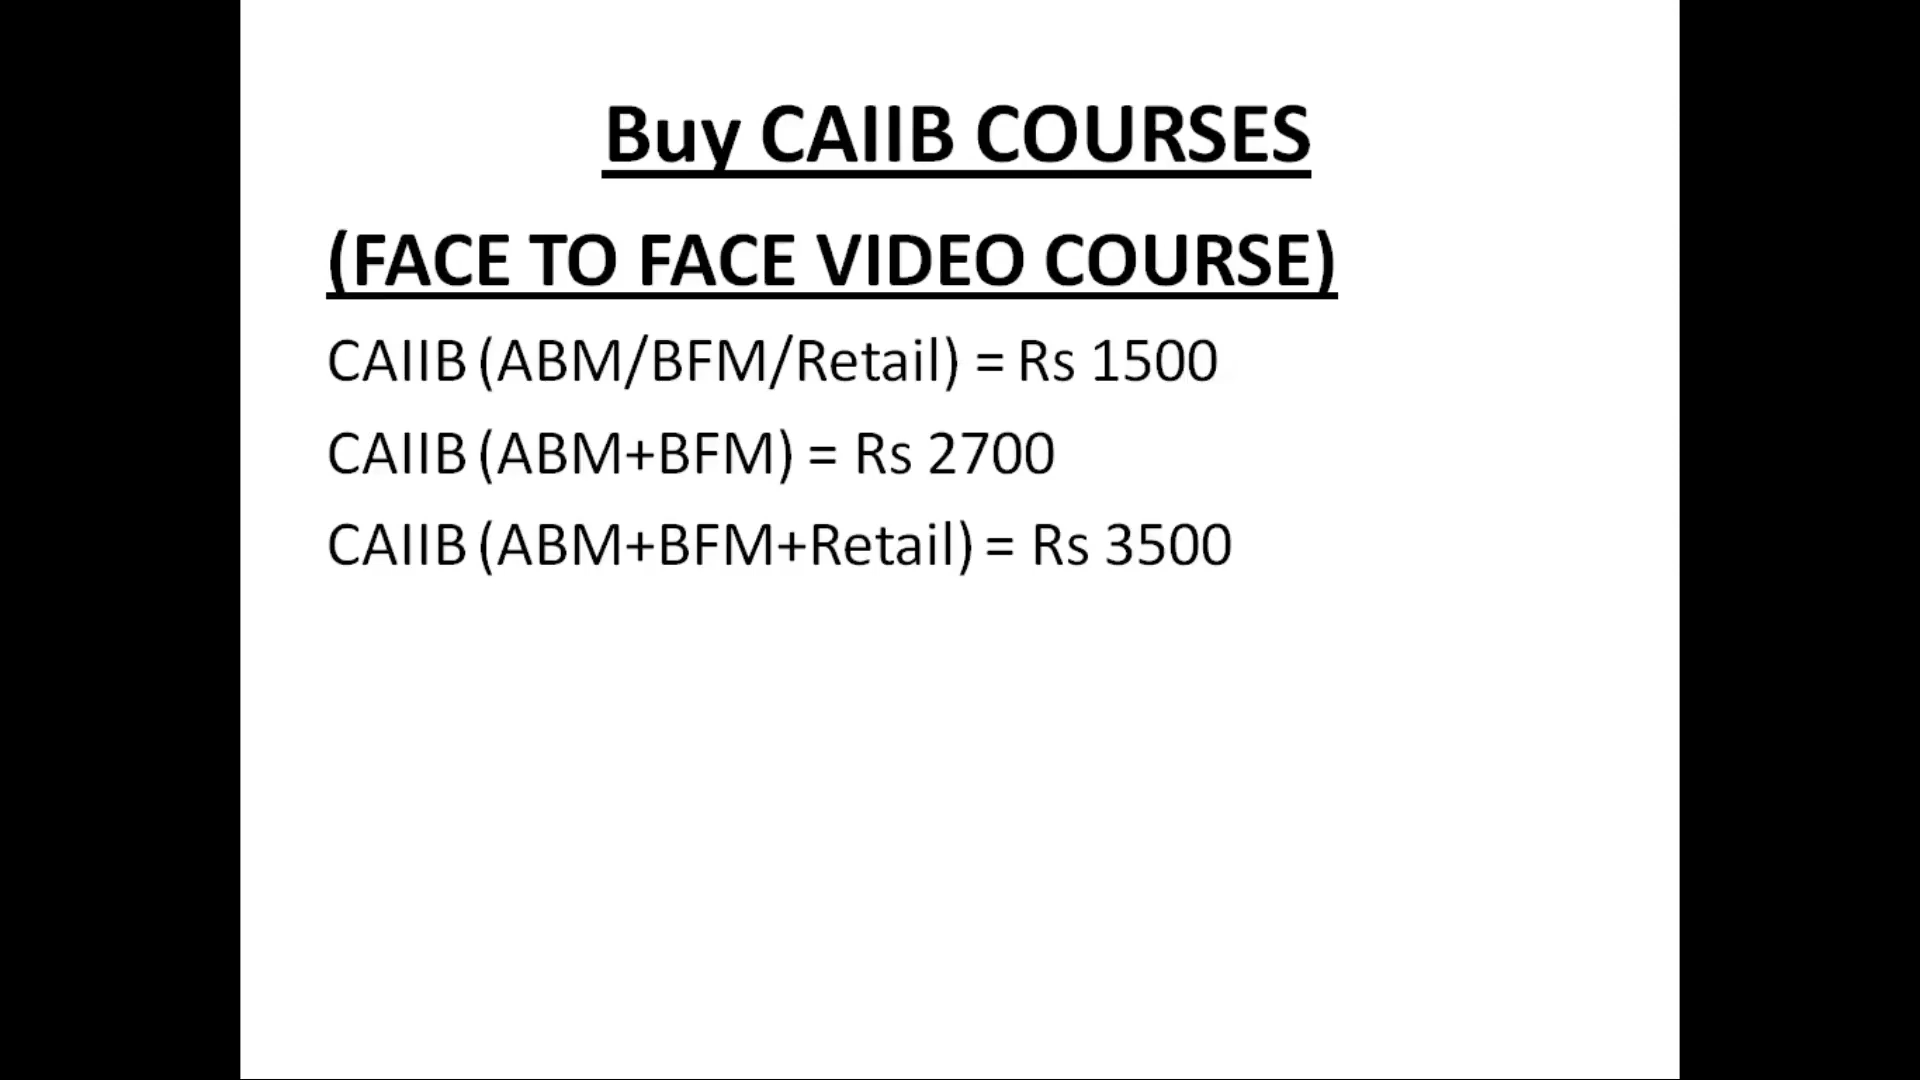 Buy CAIIB COURSES
(FACE TO FACE VIDEO COURSE)
CAIIB (ABM/BFM/Retail) = Rs 1500
CAIIB (ABM+BFM) = Rs 2700
CAIIB (ABM+BFM+Retail) = Rs 3500